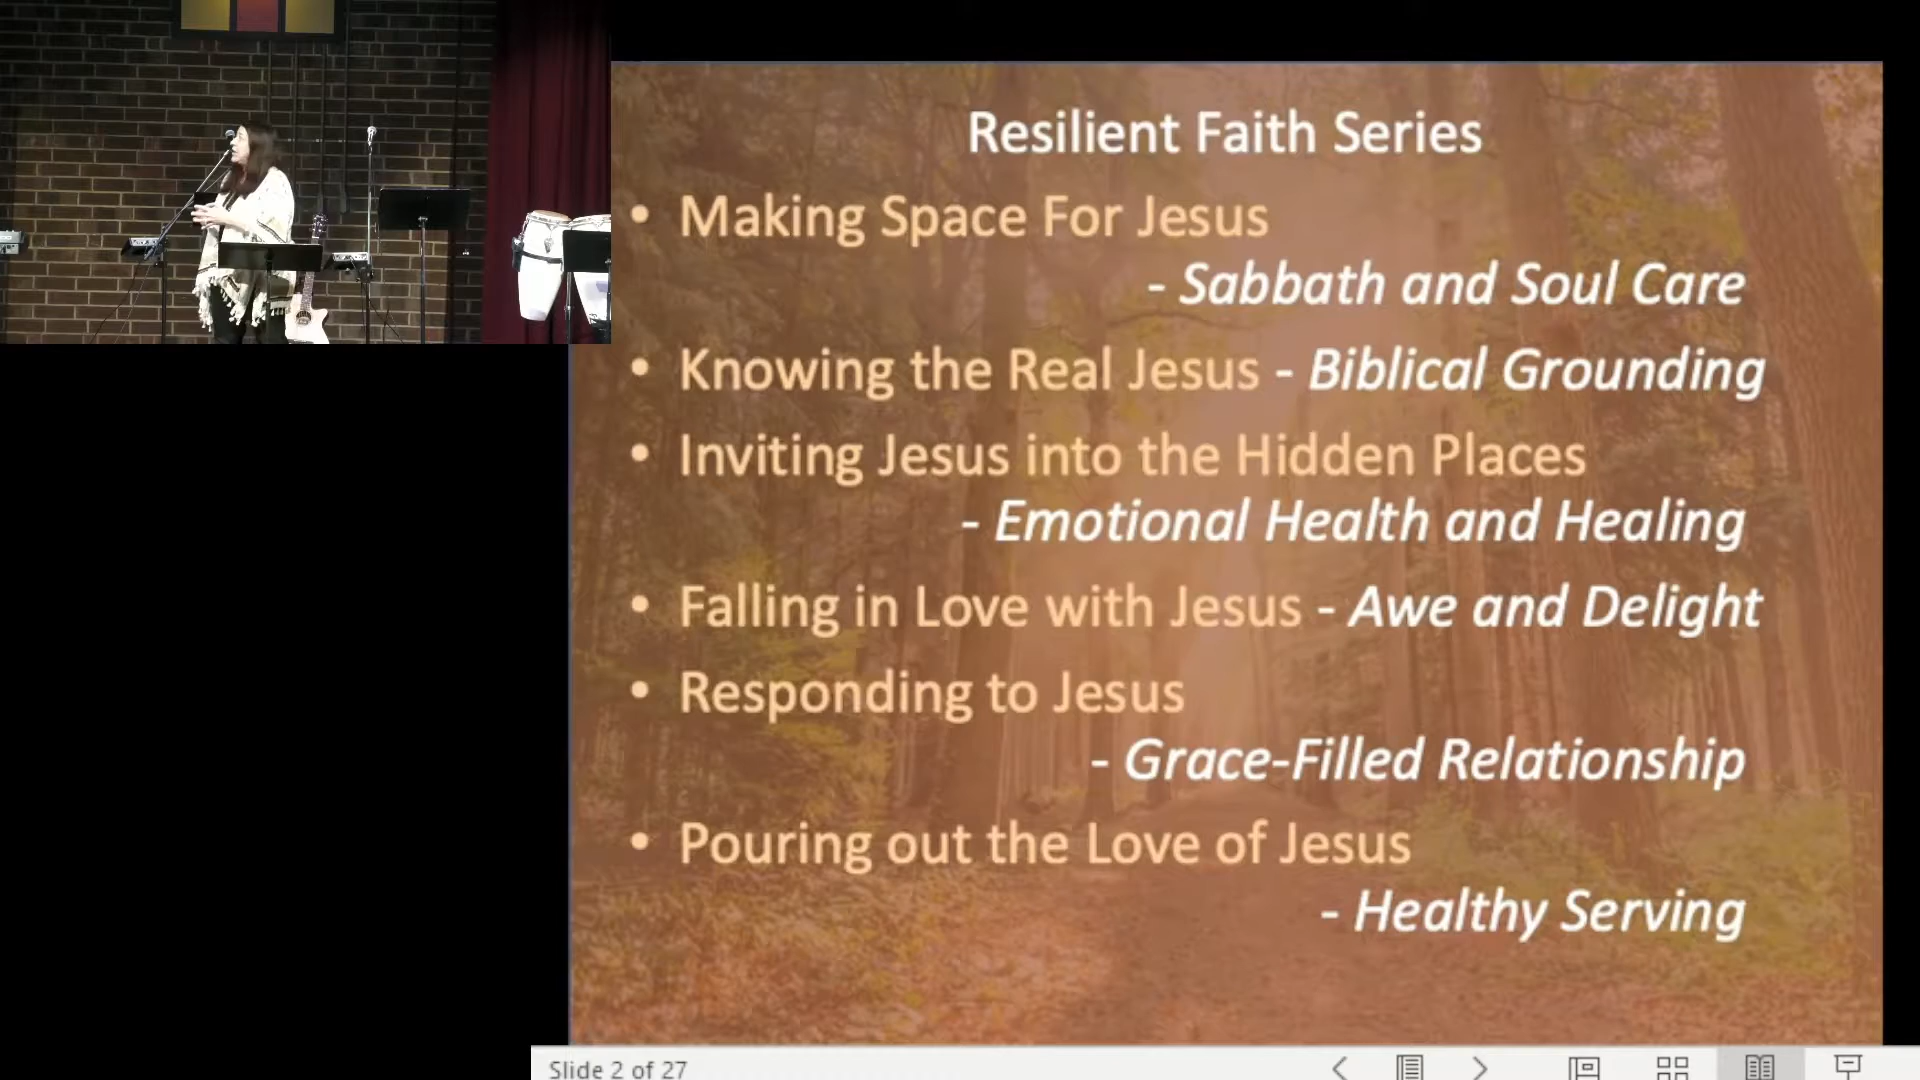 Resilient Faith Series
• Making Space For Jesus
- Sabbath and Soul Care
• Knowing the Real Jesus - Biblical Grounding
• Inviting Jesus into the Hidden Places
- Emotional Health and Healing
• Falling in Love with Jesus - Awe and Delight
• Responding to Jesus
- Grace-Filled Relationship
• Pouring out the Love of Jesus
- Healthy Serving
Slide 2 of 27